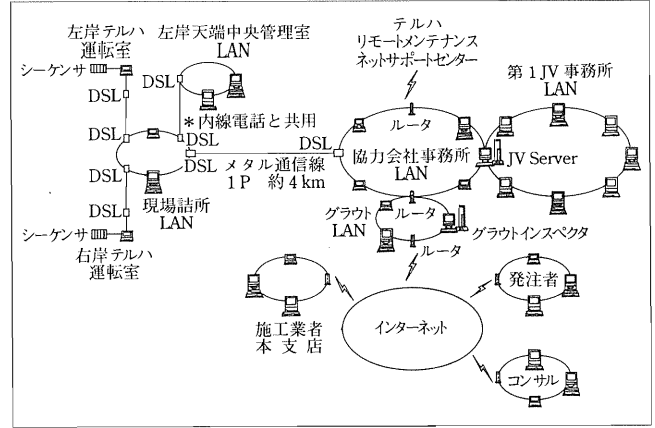 左岸テルハ
運転室
左岸天端中央管理室
LAN
テルハ
リモートメンテナンス
ネットサポートセンター
シーケンサ
DSL
DSL
第1JV事務所
LAN
＊内線電話と共用
ルータ
DSL
DSL
DSL
DSL
DSL
メタル通信線
1P 約4km
協力会社事務所
LAN
JV Server
現場詰所
LAN
DSL
グラウト
LAN
ルータ
シーケンサ
グラウトインスペクタ
右岸テルハ
運転室
ルータ
発注者
施工業者
本支店
インターネット
コンサル